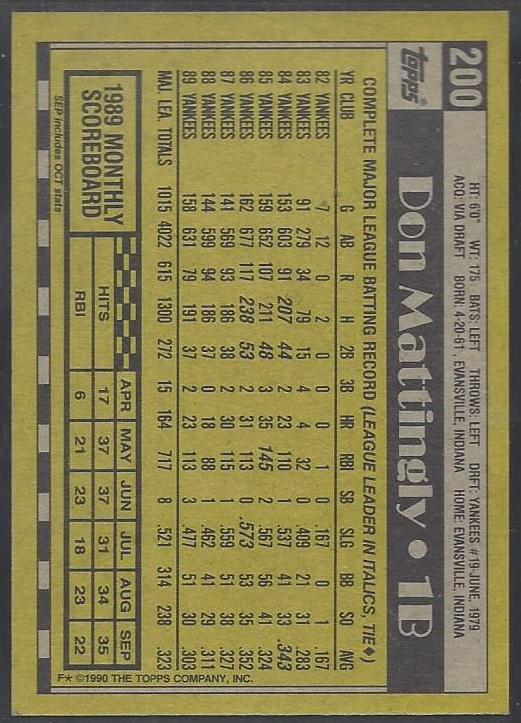 200
Topps®
Don Mattingly • 1B
HT: 6'0" WT: 175 BATS: LEFT THROWS: LEFT DRFT: YANKEES #19-JUNE, 1979
ACQ: VIA DRAFT BORN: 4-20-61, EVANSVILLE, INDIANA HOME: EVANSVILLE, INDIANA
COMPLETE MAJOR LEAGUE BATTING RECORD (LEAGUE LEADER IN ITALICS, TIE♦)
YR CLUB G AB R H 2B 3B HR RBI SB SLG BB SO AVG
82 YANKEES 7 12 0 2 0 0 0 1 0 .167 0 1 .167
83 YANKEES 91 279 34 79 15 4 4 32 0 .409 21 31 .283
84 YANKEES 153 603 91 207 44 2 23 110 1 .537 41 33 .343
85 YANKEES 159 652 107 211 48 3 35 145 2 .567 56 41 .324
86 YANKEES 162 677 117 238 53 2 31 113 0 .573 53 35 .352
87 YANKEES 141 569 93 186 38 2 30 115 1 .559 51 38 .327
88 YANKEES 144 599 94 186 37 0 18 88 1 .462 41 29 .311
89 YANKEES 158 631 79 191 37 2 23 113 3 .477 51 30 .303
MAJ. LEA. TOTALS 1015 4022 615 1300 272 15 164 717 8 .521 314 238 .323
1989 MONTHLY
SCOREBOARD
SEP includes OCT stats
APR MAY JUN JUL AUG SEP
HITS 17 37 37 31 34 35
RBI 6 21 23 18 23 22
F* ©1990 THE TOPPS COMPANY, INC.